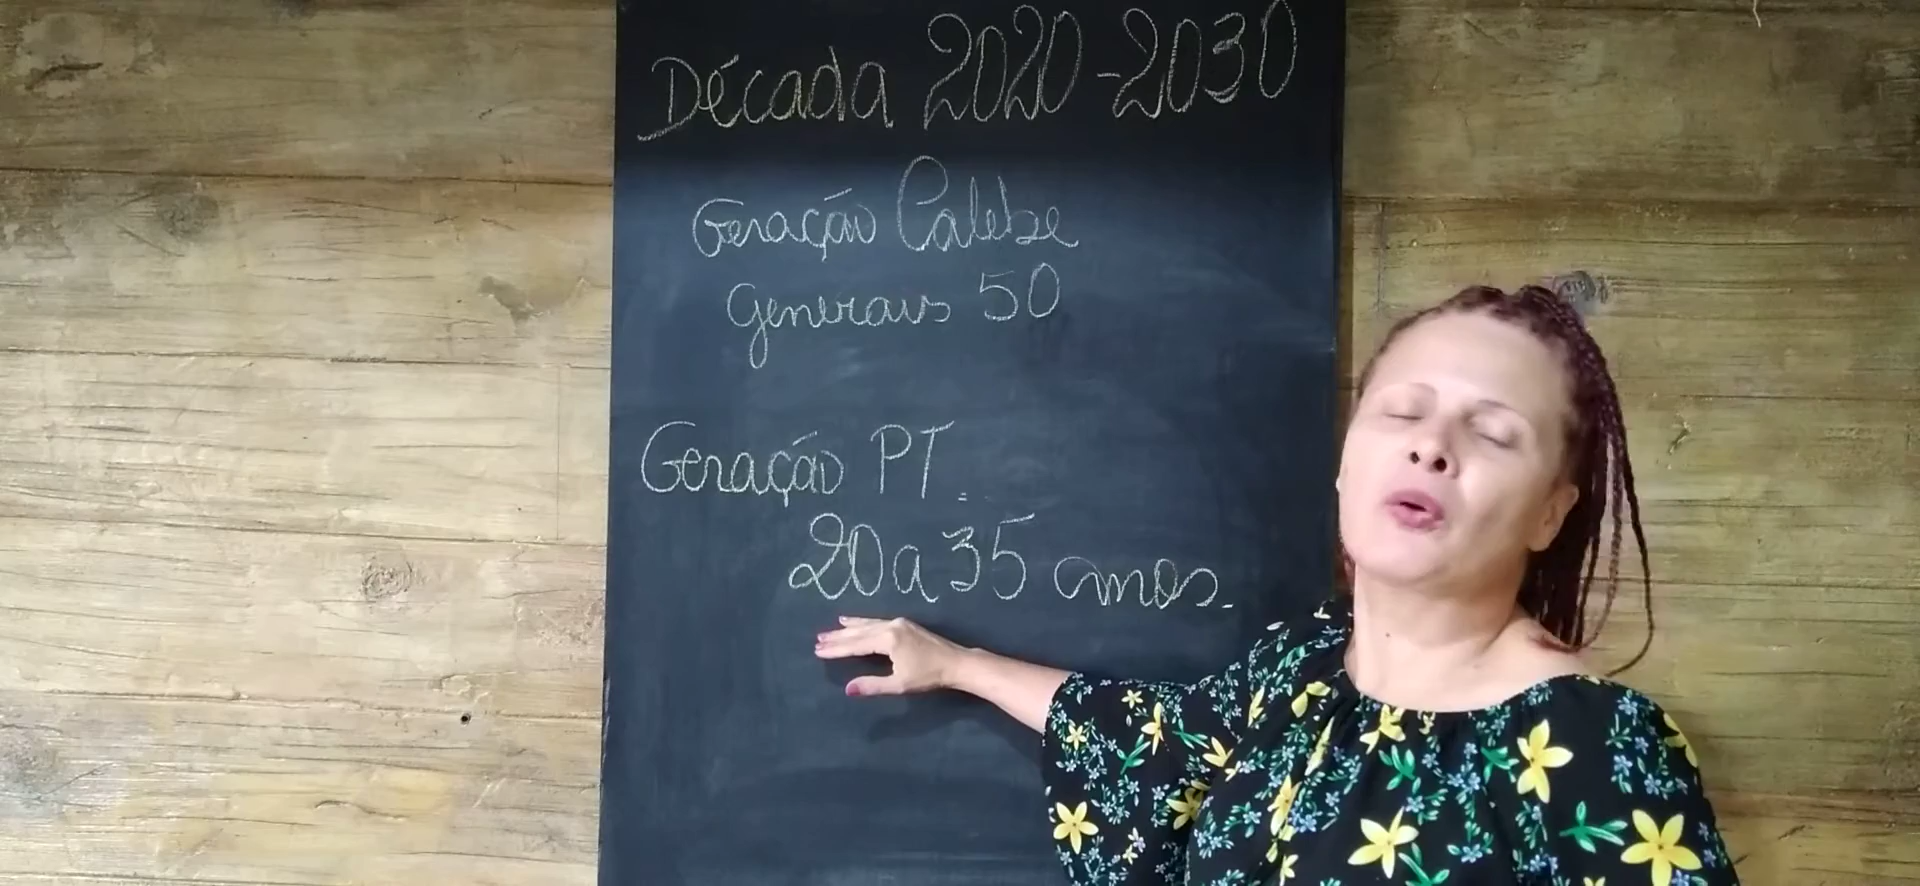 Década 2020-2030
Geração Calebe
Generais 50
Geração PT.
20 a 35 anos.